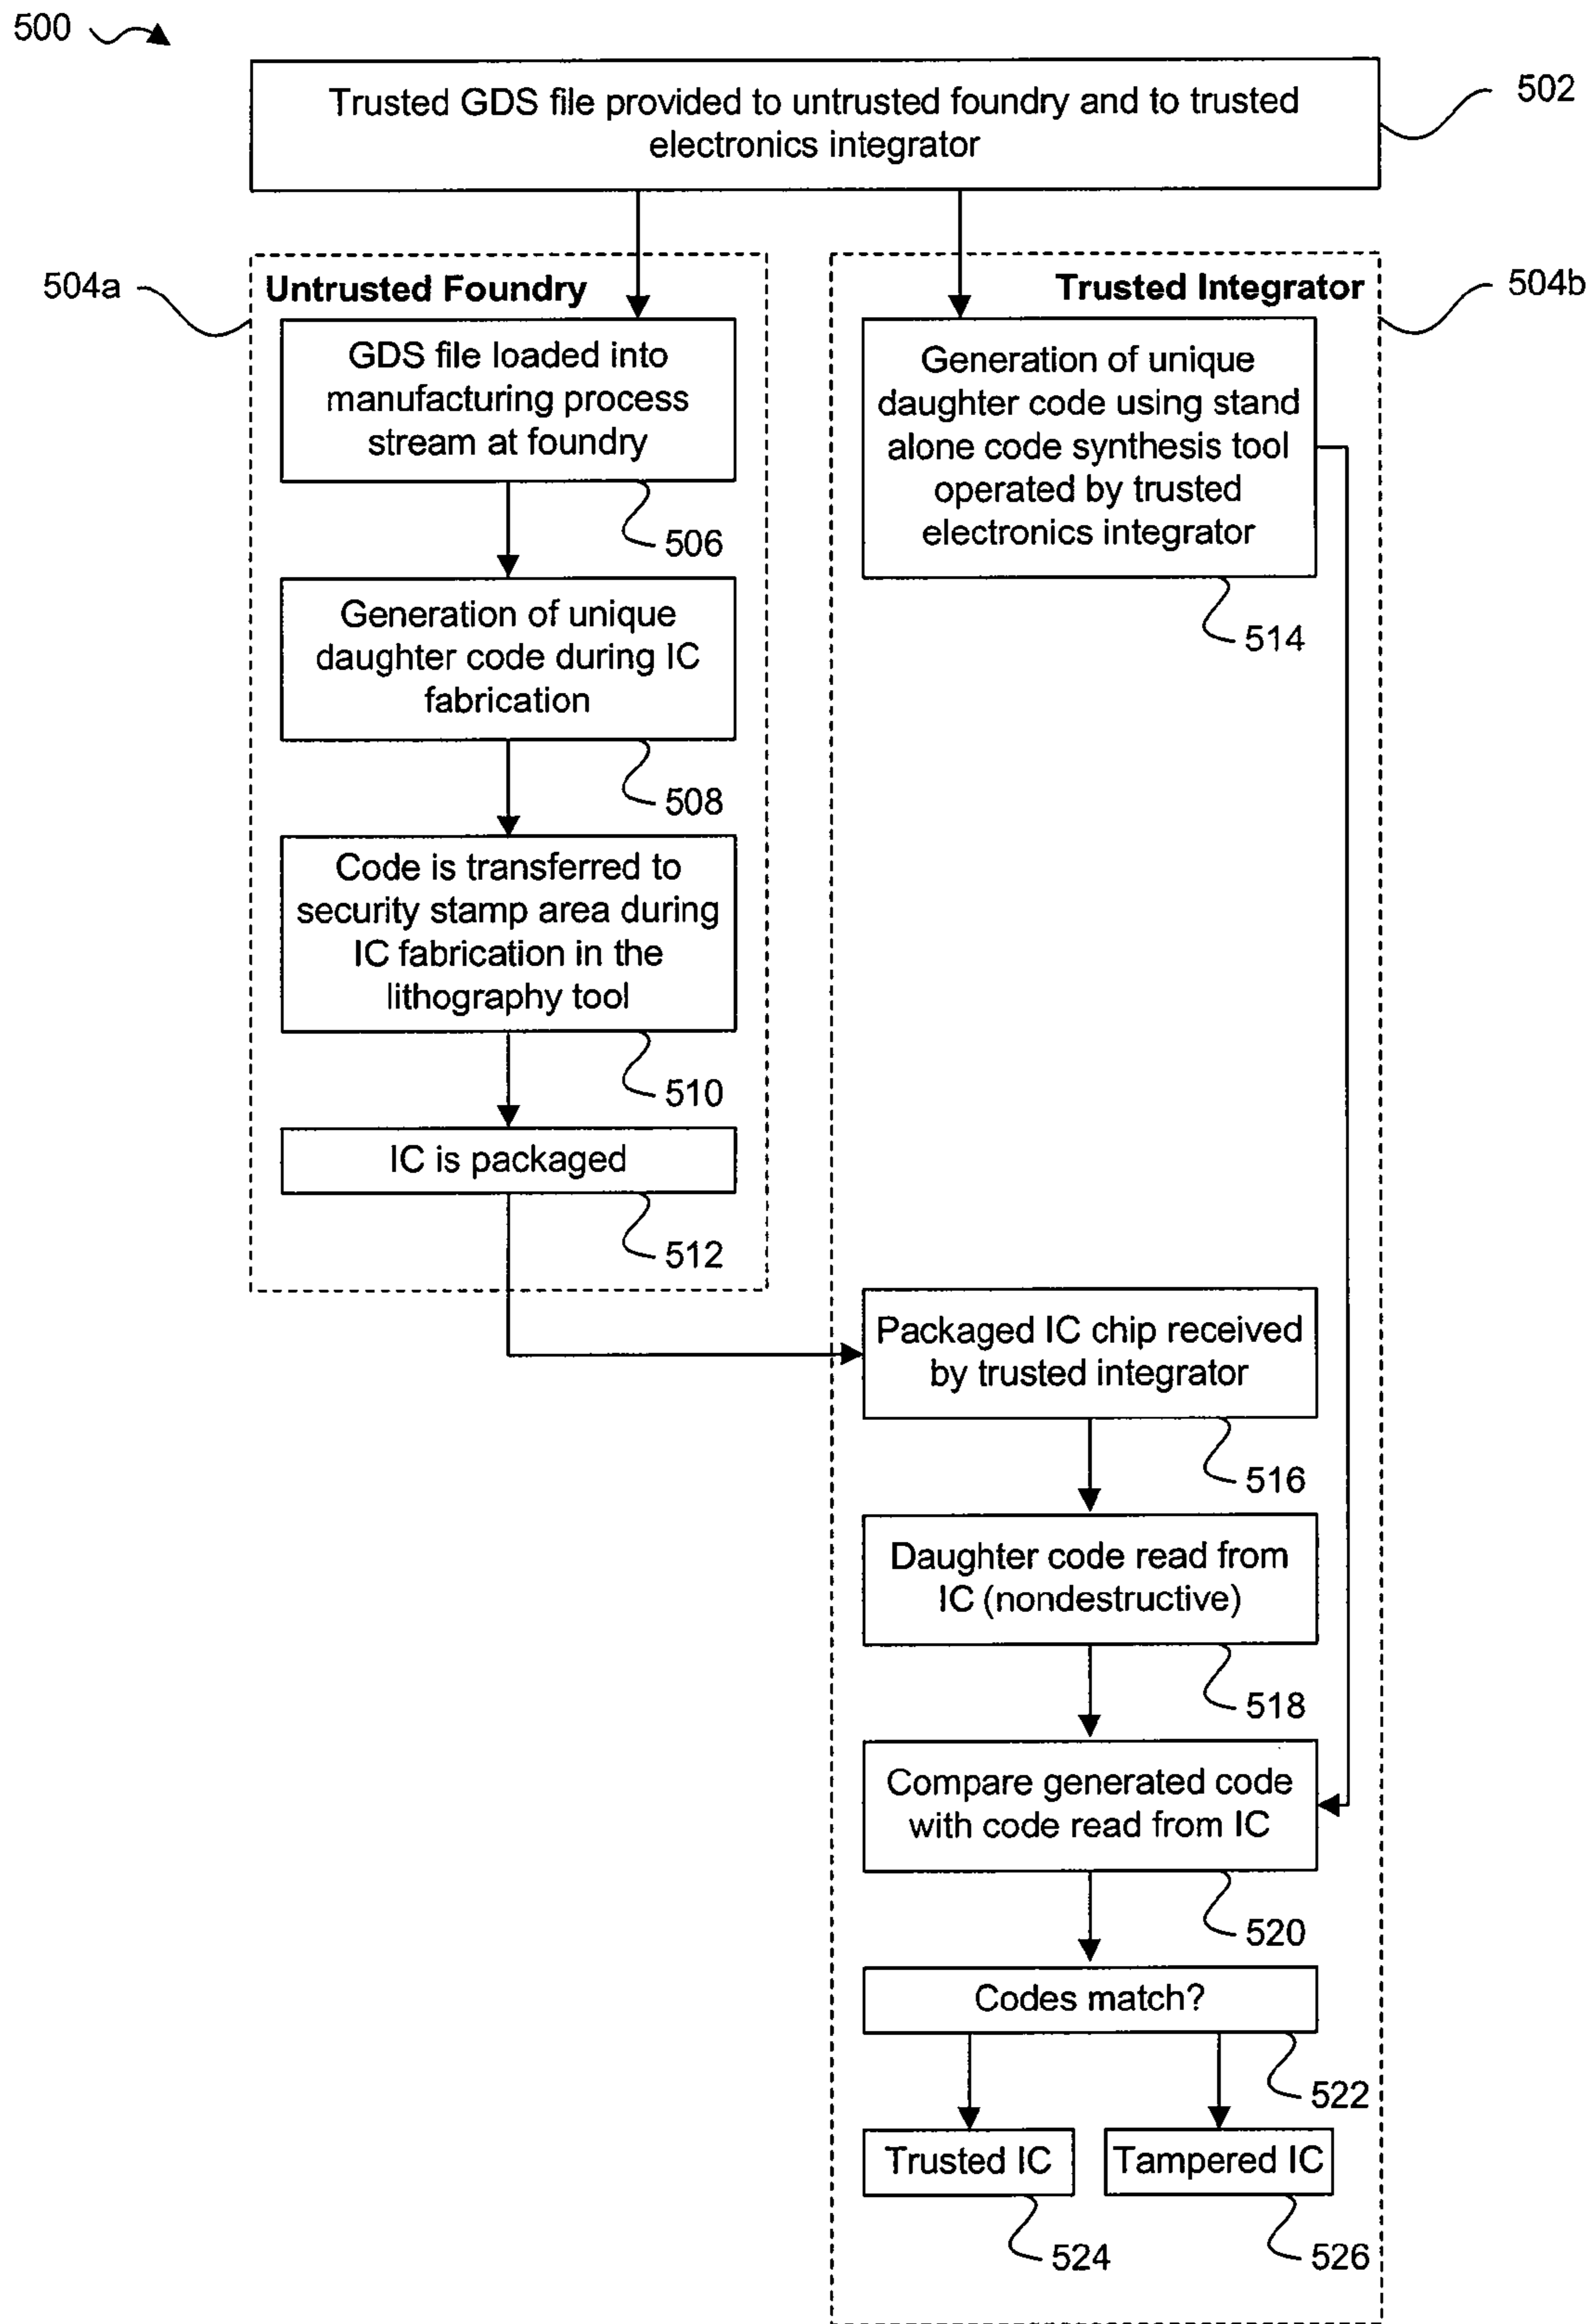 500
Trusted GDS file provided to untrusted foundry and to trusted
electronics integrator
502
504a
Untrusted Foundry
GDS file loaded into
manufacturing process
stream at foundry
506
Generation of unique
daughter code during IC
fabrication
508
Code is transferred to
security stamp area during
IC fabrication in the
lithography tool
510
IC is packaged
512
Trusted Integrator
504b
Generation of unique
daughter code using stand
alone code synthesis tool
operated by trusted
electronics integrator
514
Packaged IC chip received
by trusted integrator
516
Daughter code read from
IC (nondestructive)
518
Compare generated code
with code read from IC
520
Codes match?
522
Trusted IC
524
Tampered IC
526